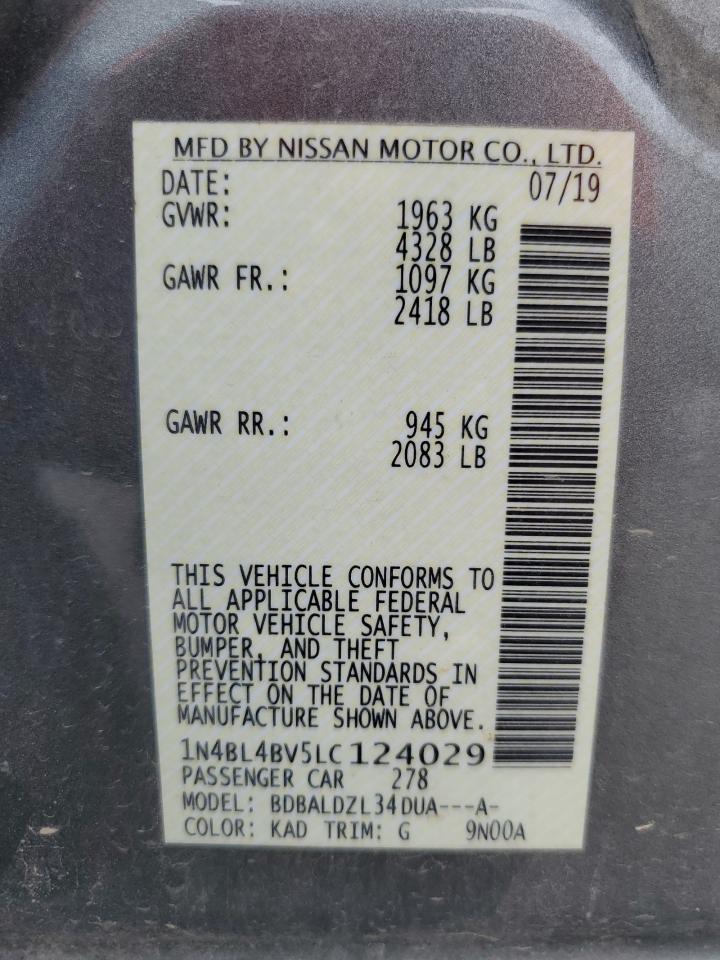 MFD BY NISSAN MOTOR CO., LTD.
DATE: 07/19
GVWR: 1963 KG
4328 LB
GAWR FR.: 1097 KG
2418 LB
GAWR RR.: 945 KG
2083 LB
THIS VEHICLE CONFORMS TO
ALL APPLICABLE FEDERAL
MOTOR VEHICLE SAFETY,
BUMPER, AND THEFT
PREVENTION STANDARDS IN
EFFECT ON THE DATE OF
MANUFACTURE SHOWN ABOVE.
1N4BL4BV5LC124029
PASSENGER CAR 278
MODEL: BDBALDZL34DUA---A-
COLOR: KAD TRIM: G 9N00A